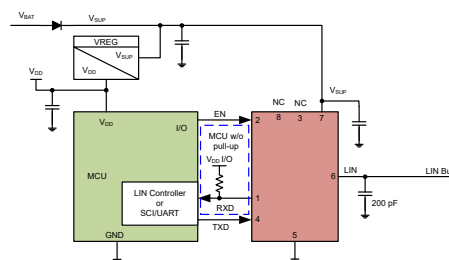 VBAT
VSUP
VREG
VSUP
VDD
VDD
VSUP
NC
NC
EN
VDD
I/O
2
8
3
7
MCU w/o
pull-up
VDD I/O
MCU
6
LIN
LIN Bu
LIN Controller
or
SCI/UART
1
RXD
200 pF
4
TXD
GND
5